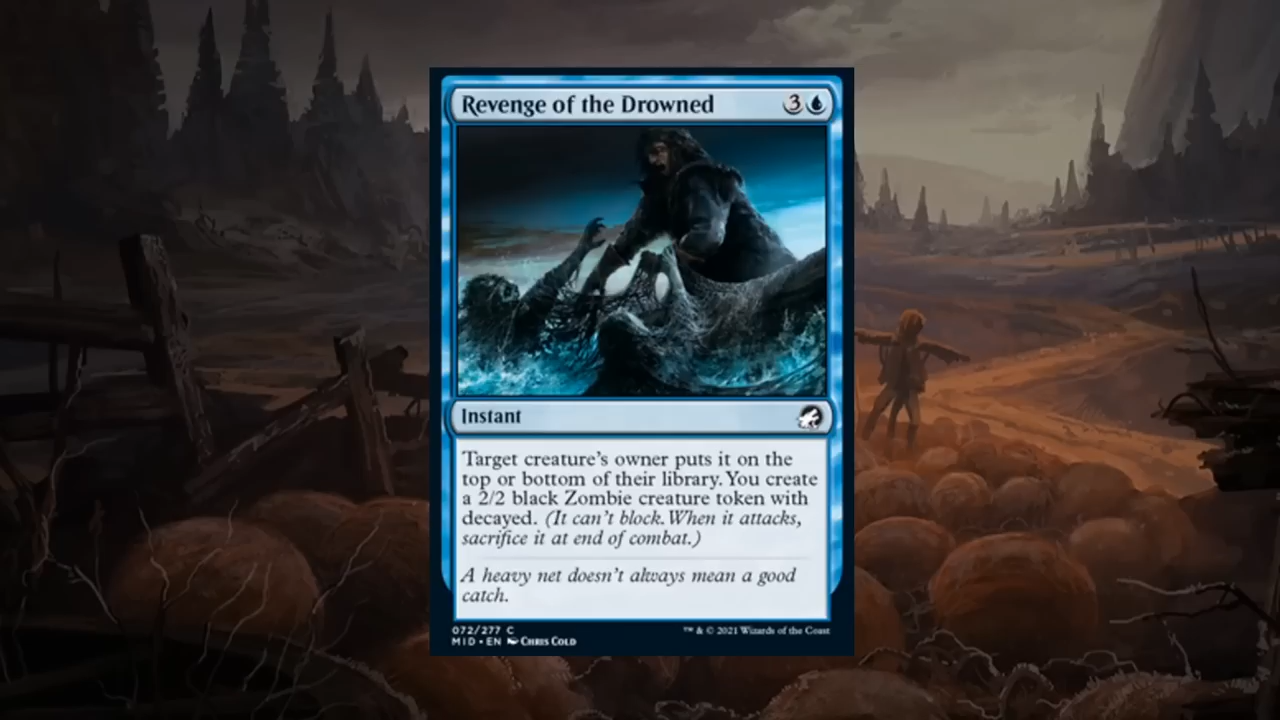 Revenge of the Drowned 3
Instant
Target creature's owner puts it on the
top or bottom of their library. You create
a 2/2 black Zombie creature token with
decayed. (It can't block. When it attacks,
sacrifice it at end of combat.)
A heavy net doesn't always mean a good
catch.
072/277 C
MID • EN Chris Cold
™ & © 2021 Wizards of the Coast